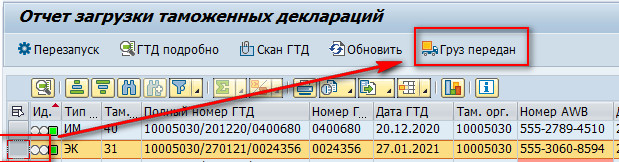 Отчет загрузки таможенных деклараций
Перезапуск ГТД подробно Скан ГТД Обновить Груз передан
Ид. Тип ... Там... Полный номер ГТД Номер Г... Дата ГТД Там. орг. Номер AWB
ИМ 40 10005030/201220/0400680 0400680 20.12.2020 10005030 555-2789-4510
ЭК 31 10005030/270121/0024356 0024356 27.01.2021 10005030 555-3060-8594